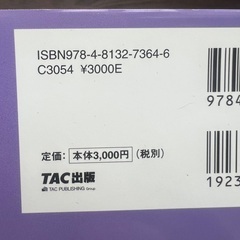 ISBN978-4-8132-7364-6
C3054 ¥3000E
9784
定価： 本体3,000円 （税別）
TAC出版
TAC PUBLISHING Group
1923